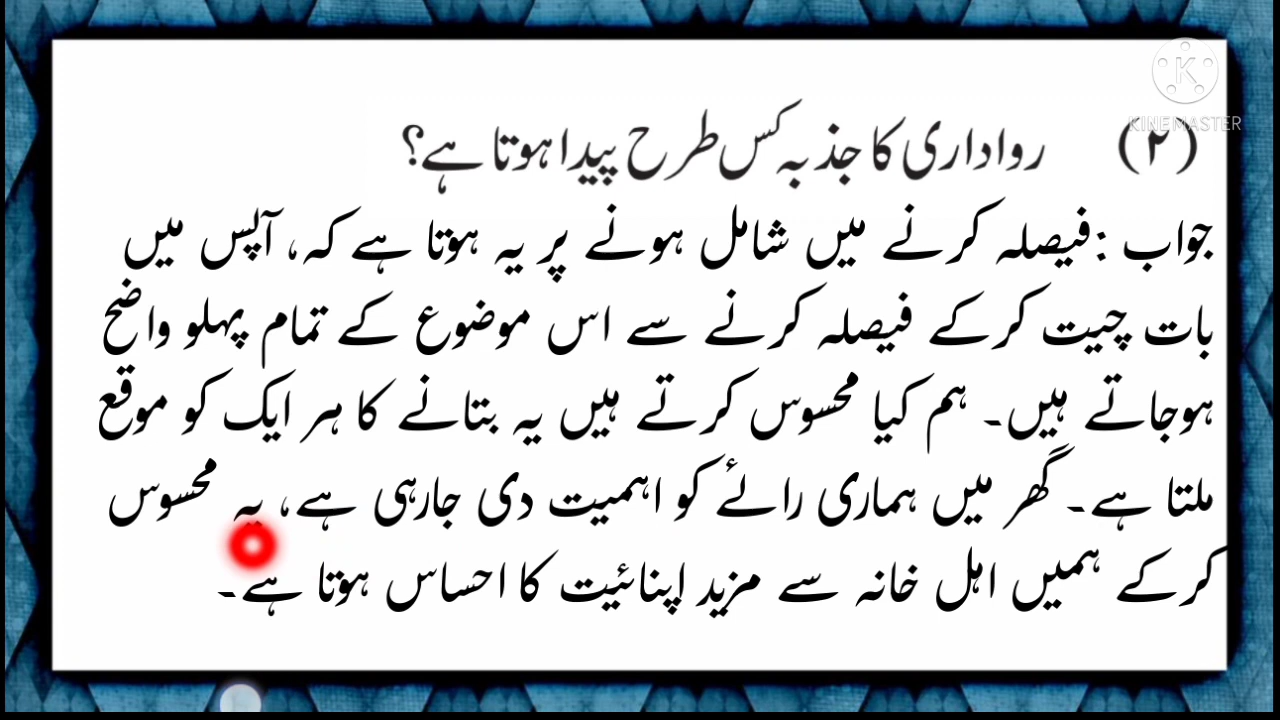 KINEMASTER
(۲) رواداری کا جذبہ کس طرح پیدا ہوتا ہے؟
جواب :فیصلہ کرنے میں شامل ہونے پر یہ ہوتا ہے کہ، آپس میں
بات چیت کرکے فیصلہ کرنے سے اس موضوع کے تمام پہلو واضح
ہوجاتے ہیں۔ ہم کیا محسوس کرتے ہیں یہ بتانے کا ہر ایک کو موقع
ملتا ہے۔ گھر میں ہماری رائے کو اہمیت دی جارہی ہے، یہ محسوس
کرکے ہمیں اہل خانہ سے مزید اپنائیت کا احساس ہوتا ہے۔